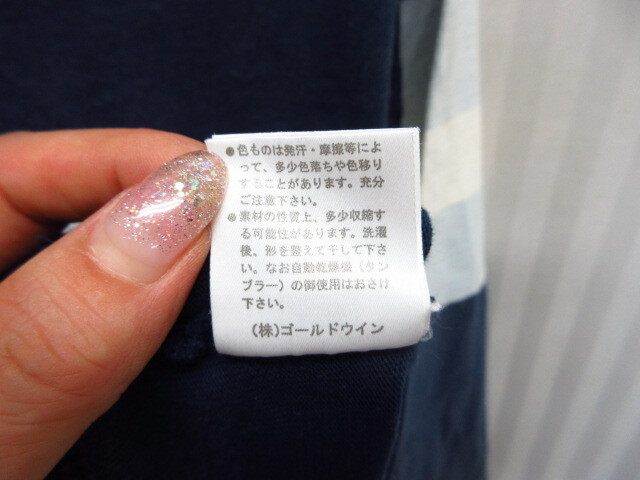 ●色ものは発汗・摩擦等によ
って、多少色落ちや色移り
することがあります。充分
ご注意下さい。
●素材の性質上、多少収縮す
る可能性があります。洗濯
後、形を整えて干して下さ
い。なお自動乾燥機（タン
ブラー）の御使用はおさけ
下さい。
(株)ゴールドウイン